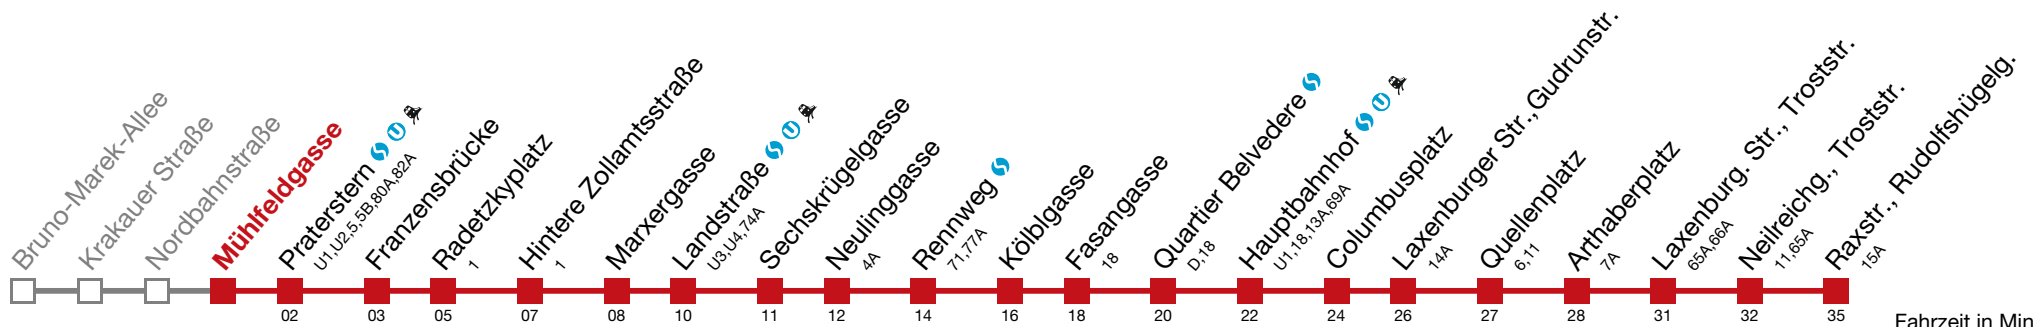 Bruno-Marek-Allee
Krakauer Straße
Nordbahnstraße
Mühlfeldgasse
Praterstern
U1,U2,5,5B,80A,82A
Franzensbrücke
Radetzkyplatz
1
Hintere Zollamtsstraße
1
Marxergasse
Landstraße
U3,U4,74A
Sechskrügelgasse
Neulinggasse
4A
Rennweg
71,77A
Kölblgasse
Fasangasse
18
Quartier Belvedere
D,18
Hauptbahnhof
U1,18,13A,69A
Columbusplatz
Laxenburger Str., Gudrunstr.
14A
Quellenplatz
6,11
Arthaberplatz
7A
Laxenburg. Str., Troststr.
65A,66A
Neilreichg., Troststr.
11,65A
Raxstr., Rudolfshügelg.
15A
02 03 05 07 08 10 11 12 14 16 18 20 22 24 26 27 28 31 32 35
Fahrzeit in Min